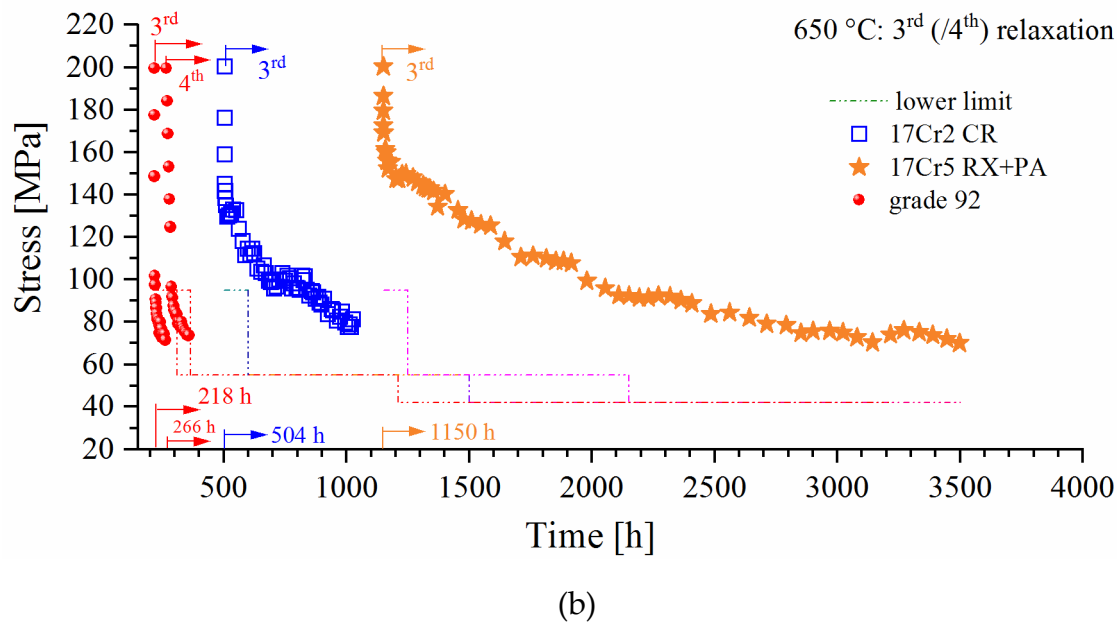 3rd
650 °C: 3rd (/4th) relaxation
4th
3rd
3rd
lower limit
17Cr2 CR
17Cr5 RX+PA
grade 92
Stress [MPa]
220
200
180
160
140
120
100
80
60
40
20
218 h
266 h
504 h
1150 h
500
1000
1500
2000
2500
3000
3500
4000
Time [h]
(b)